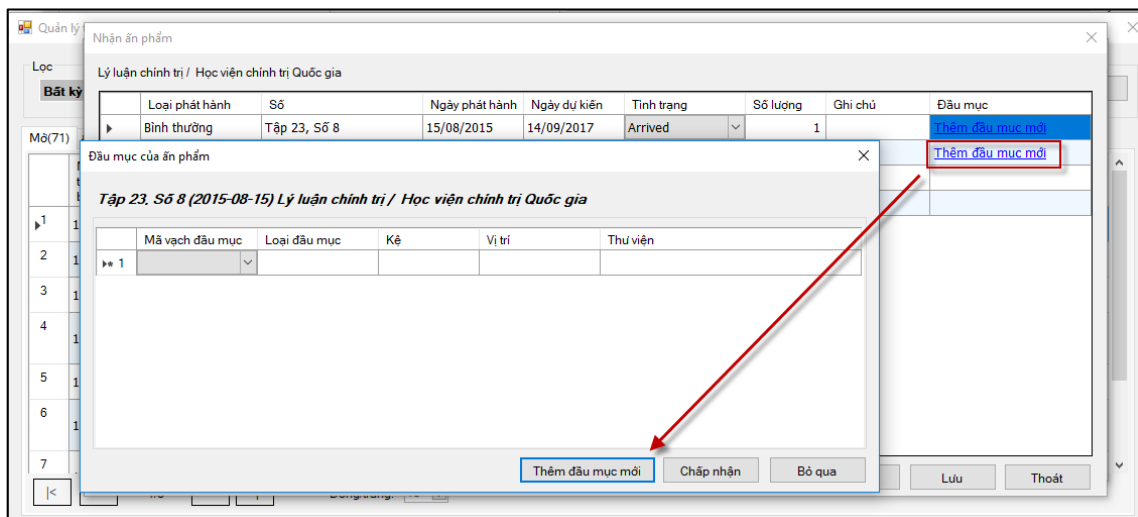 Quản lý
Nhận ấn phẩm
Lọc
Lý luận chính trị / Học viện chính trị Quốc gia
Bất kỳ
Loại phát hành Số Ngày phát hành Ngày dự kiến Tình trạng Số lượng Ghi chú Đầu mục
Bình thường Tập 23, Số 8 15/08/2015 14/09/2017 Arrived 1 Thêm đầu mục mới
Mở(71)
Đầu mục của ấn phẩm
Thêm đầu mục mới
Tập 23, Số 8 (2015-08-15) Lý luận chính trị / Học viện chính trị Quốc gia
Mã vạch đầu mục Loại đầu mục Kệ Vị trí Thư viện
1
1 1
2 1
3 1
4 1
5 1
6 1
7
Thêm đầu mục mới Chấp nhận Bỏ qua Lưu Thoát
|<